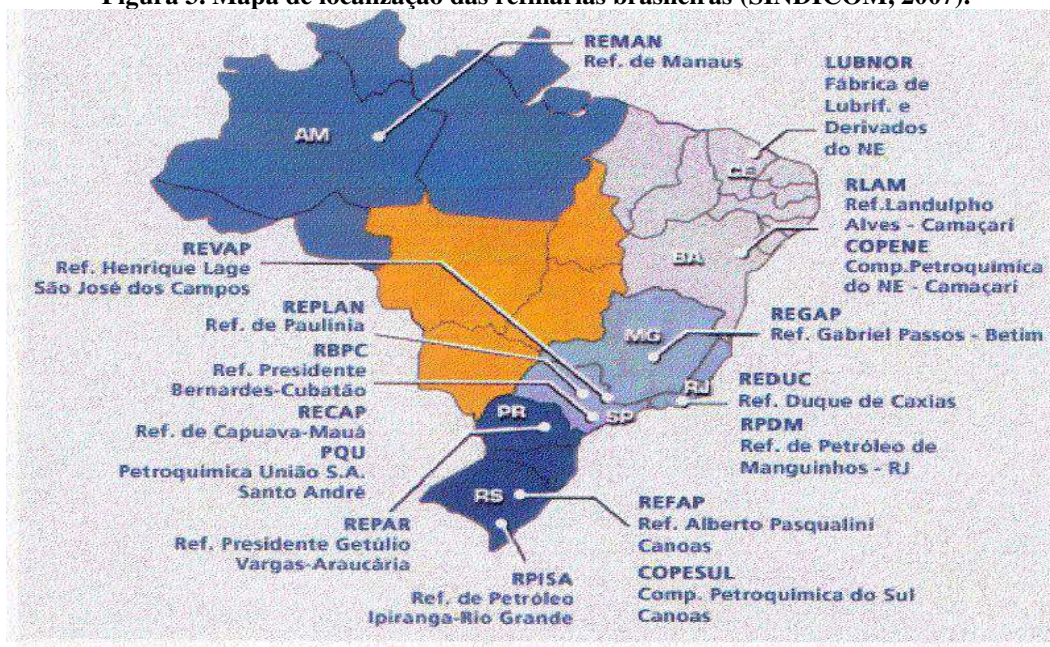 Figura 3. Mapa de localização das refinarias brasileiras (SINDICOM, 2007).
REMAN
Ref. de Manaus
LUBNOR
Fábrica de
Lubrif. e
Derivados
do NE
AM
CE
RLAM
Ref.Landulpho
Alves - Camaçari
COPENE
Comp.Petroquimica
do NE - Camaçari
BA
REVAP
Ref. Henrique Lage
São José dos Campos
REPLAN
Ref. de Paulinia
RBPC
Ref. Presidente
Bernardes-Cubatão
RECAP
Ref. de Capuava-Mauá
PQU
Petroquimica União S.A.
Santo André
REGAP
Ref. Gabriel Passos - Betim
MG
RJ
REDUC
Ref. Duque de Caxias
RPDM
Ref. de Petróleo de
Manguinhos - RJ
SP
PR
RS
REPAR
Ref. Presidente Getúlio
Vargas-Araucária
REFAP
Ref. Alberto Pasqualini
Canoas
RPISA
Ref. de Petróleo
Ipiranga-Rio Grande
COPESUL
Comp. Petroquimica do Sul
Canoas